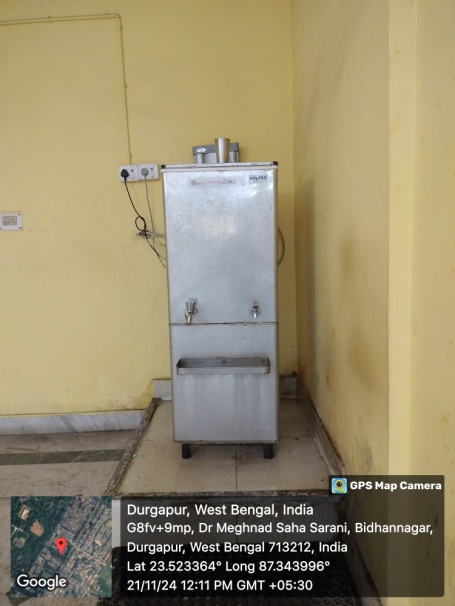 GPS Map Camera
Durgapur, West Bengal, India
G8fv+9mp, Dr Meghnad Saha Sarani, Bidhannagar,
Durgapur, West Bengal 713212, India
Lat 23.523364° Long 87.343996°
21/11/24 12:11 PM GMT +05:30
Google